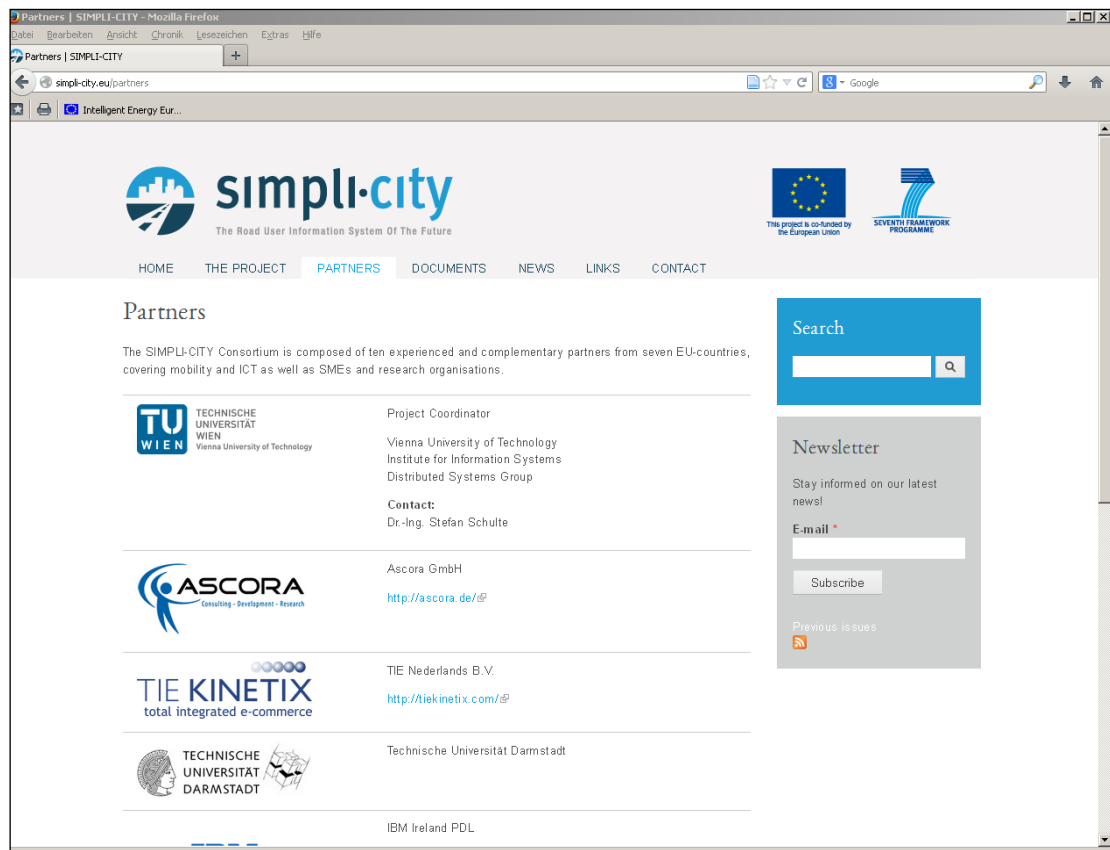 Partners | SIMPLI-CITY - Mozilla Firefox
Datei Bearbeiten Ansicht Chronik Lesezeichen Extras Hilfe
Partners | SIMPLI-CITY +
simpli-city.eu/partners
8 Google
Intelligent Energy Eur...
simpli·city
The Road User Information System Of The Future
This project is co-funded by
the European Union
7
SEVENTH FRAMEWORK
PROGRAMME
HOME THE PROJECT PARTNERS DOCUMENTS NEWS LINKS CONTACT
Partners
The SIMPLI-CITY Consortium is composed of ten experienced and complementary partners from seven EU-countries,
covering mobility and ICT as well as SMEs and research organisations.
TU
WIEN
TECHNISCHE
UNIVERSITÄT
WIEN
Vienna University of Technology
Project Coordinator
Vienna University of Technology
Institute for Information Systems
Distributed Systems Group
Contact:
Dr.-Ing. Stefan Schulte
ASCORA
Consulting - Development - Research
Ascora GmbH
http://ascora.de/
TIE KINETIX
total integrated e-commerce
TIE Nederlands B.V.
http://tiekinetix.com/
TECHNISCHE
UNIVERSITÄT
DARMSTADT
Technische Universität Darmstadt
IBM Ireland PDL
Search
Newsletter
Stay informed on our latest
news!
E-mail *
Subscribe
Previous issues